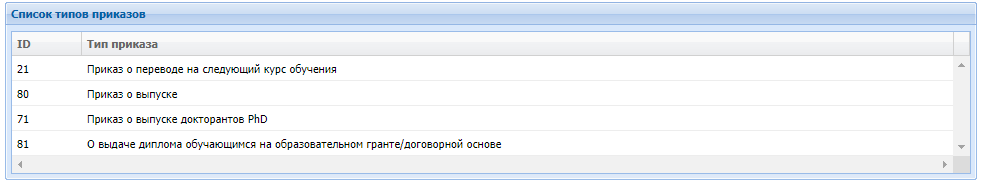 Список типов приказов
ID Тип приказа
21 Приказ о переводе на следующий курс обучения
80 Приказ о выпуске
71 Приказ о выпуске докторантов PhD
81 О выдаче диплома обучающимся на образовательном гранте/договорной основе